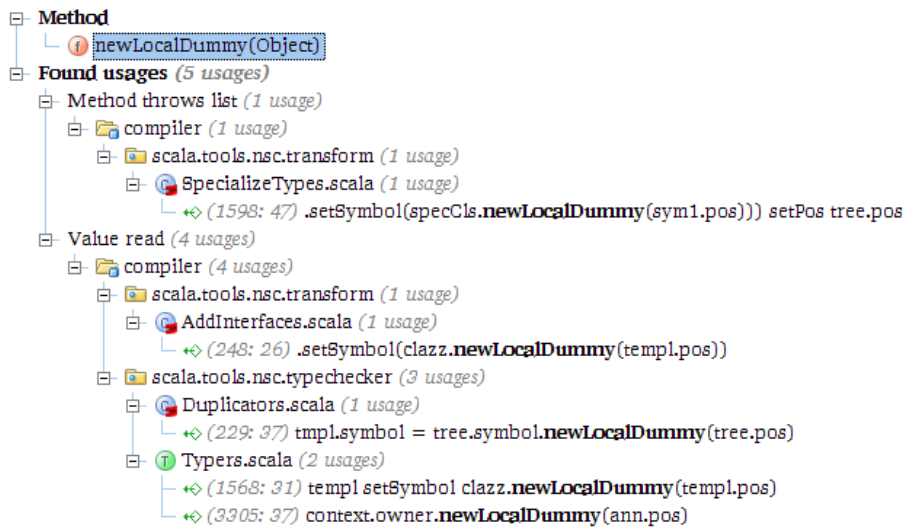 Method
f newLocalDummy(Object)
Found usages (5 usages)
Method throws list (1 usage)
compiler (1 usage)
scala.tools.nsc.transform (1 usage)
C SpecializeTypes.scala (1 usage)
(1598: 47) .setSymbol(specCls.newLocalDummy(sym1.pos))) setPos tree.pos
Value read (4 usages)
compiler (4 usages)
scala.tools.nsc.transform (1 usage)
C AddInterfaces.scala (1 usage)
(248: 26) .setSymbol(clazz.newLocalDummy(templ.pos))
scala.tools.nsc.typechecker (3 usages)
C Duplicators.scala (1 usage)
(229: 37) tmpl.symbol = tree.symbol.newLocalDummy(tree.pos)
T Typers.scala (2 usages)
(1568: 31) templ setSymbol clazz.newLocalDummy(templ.pos)
(3305: 37) context.owner.newLocalDummy(ann.pos)